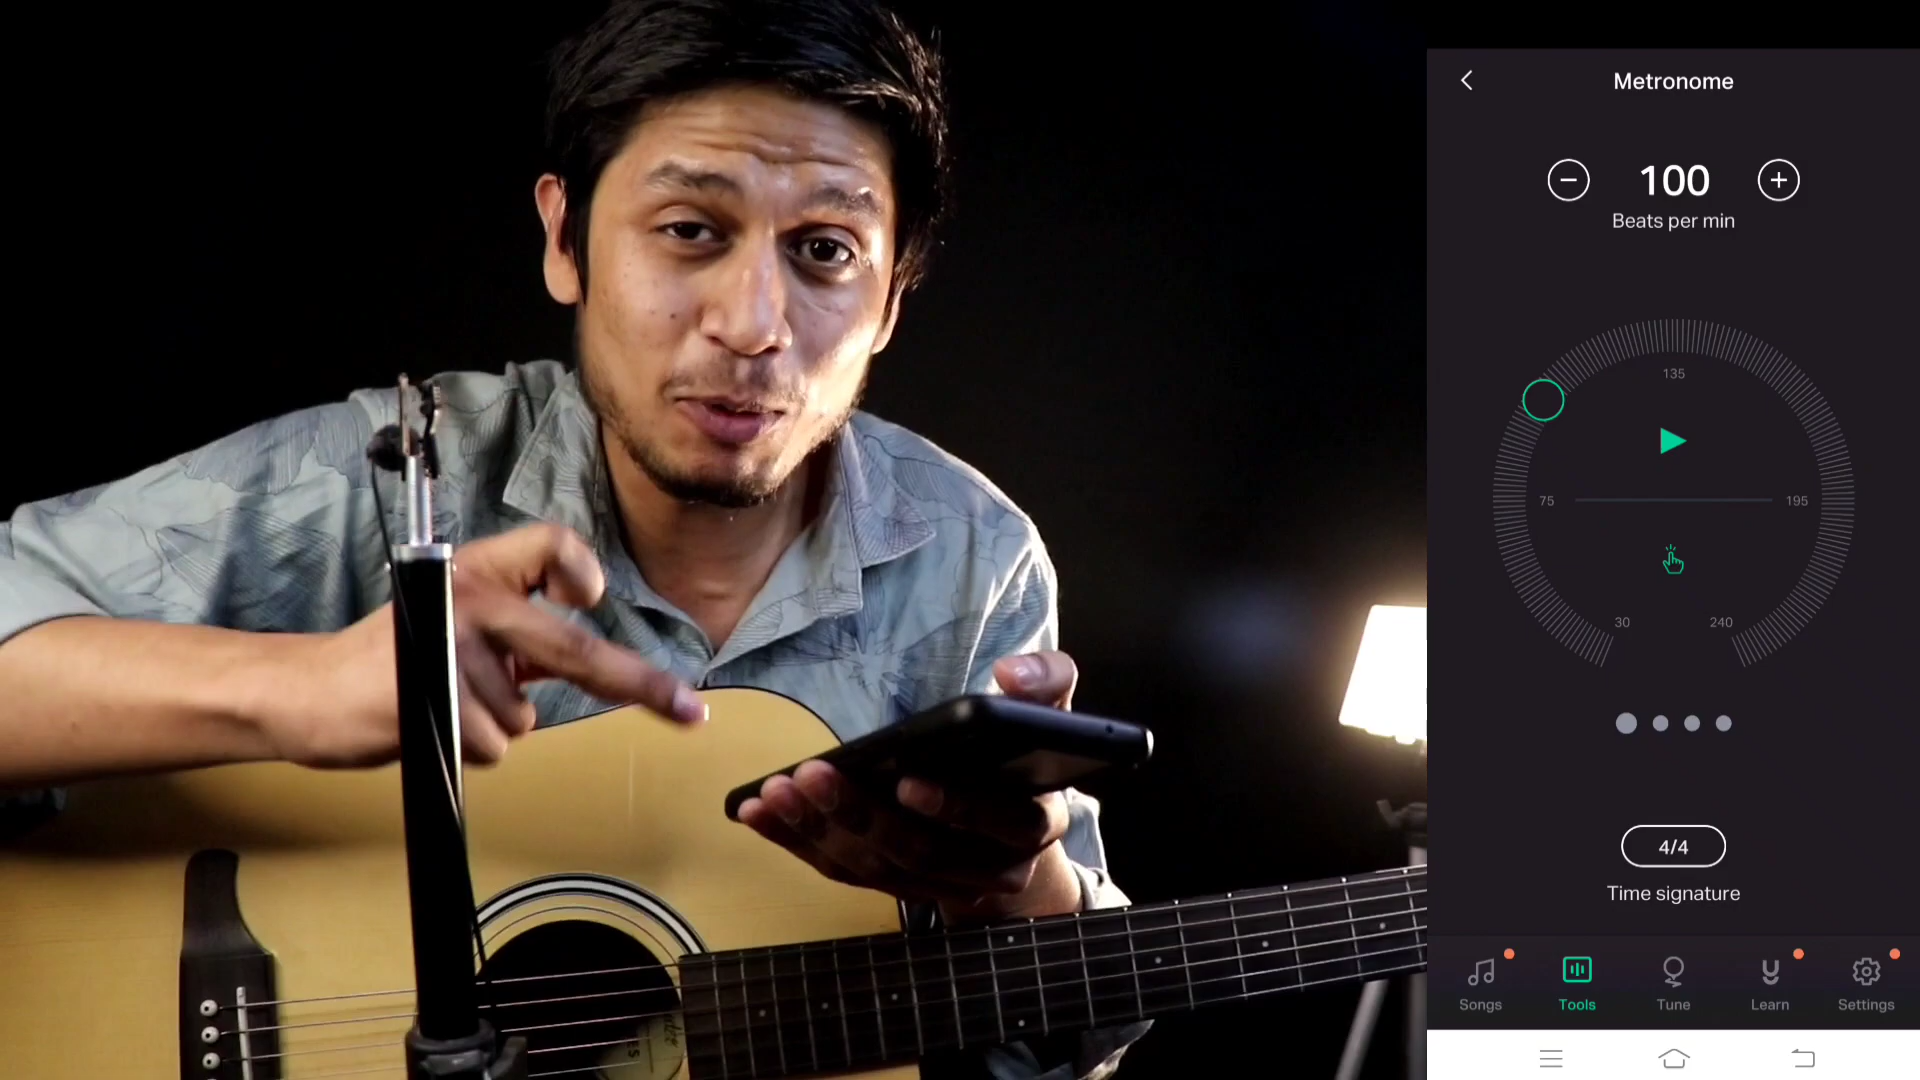 Metronome
100
Beats per min
135
75
195
30
240
4/4
Time signature
Songs
Tools
Tune
Learn
Settings